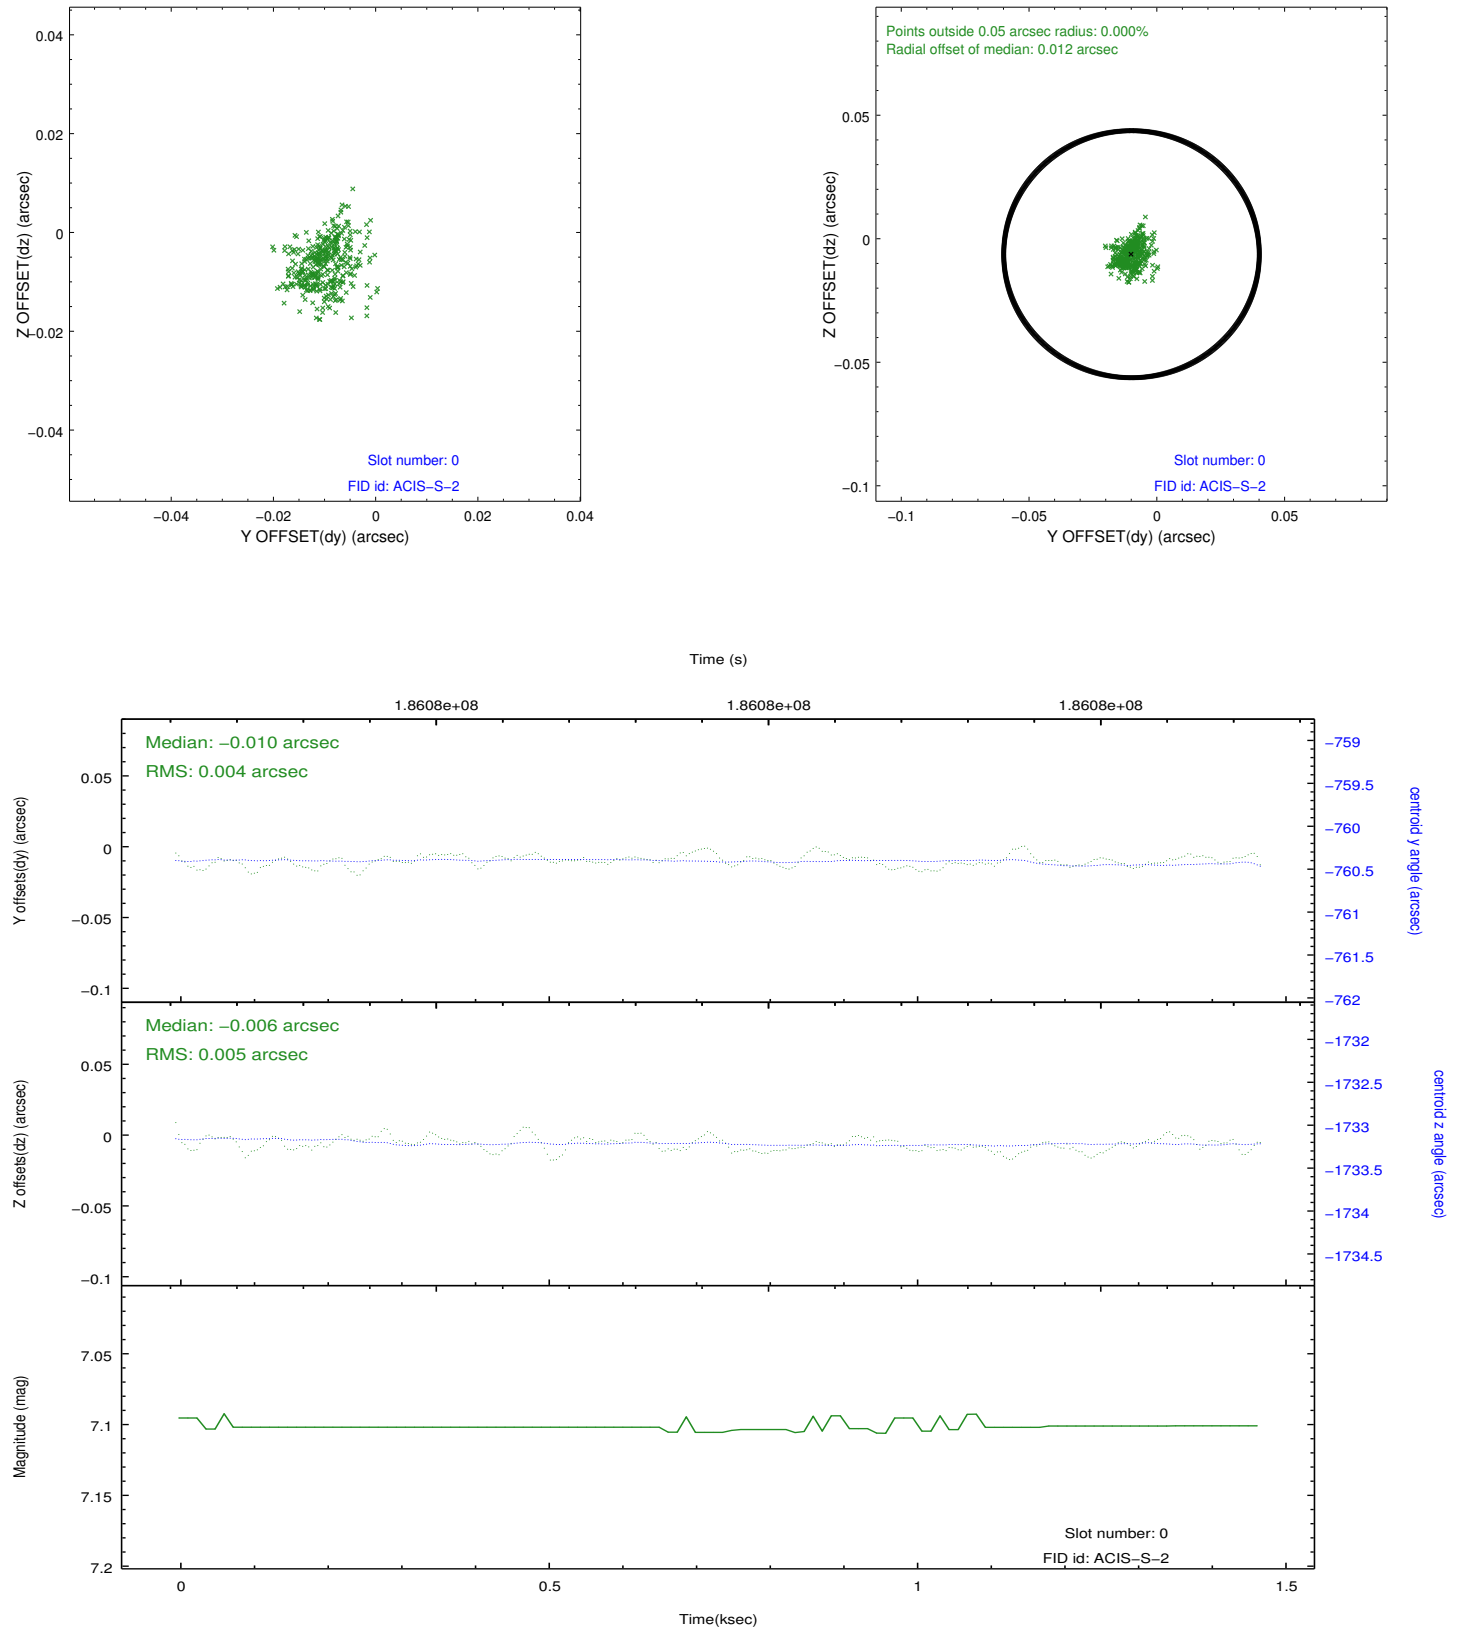 0.04
0.02
0
−0.02
−0.04
Z OFFSET(dz) (arcsec)
Slot number: 0
FID id: ACIS−S−2
−0.04 −0.02 0 0.02 0.04
Y OFFSET(dy) (arcsec)
Points outside 0.05 arcsec radius: 0.000%
Radial offset of median: 0.012 arcsec
0.05
0
−0.05
−0.1
Z OFFSET(dz) (arcsec)
Slot number: 0
FID id: ACIS−S−2
−0.1 −0.05 0 0.05
Y OFFSET(dy) (arcsec)
Time (s)
1.8608e+08 1.8608e+08 1.8608e+08
Median: −0.010 arcsec
RMS: 0.004 arcsec
0.05
0
−0.05
−0.1
Y offsets(dy) (arcsec)
−759
−759.5
−760
−760.5
−761
−761.5
−762
centroid y angle (arcsec)
Median: −0.006 arcsec
RMS: 0.005 arcsec
0.05
0
−0.05
−0.1
Z offsets(dz) (arcsec)
−1732
−1732.5
−1733
−1733.5
−1734
−1734.5
centroid z angle (arcsec)
7.05
7.1
7.15
7.2
Magnitude (mag)
Slot number: 0
FID id: ACIS−S−2
0 0.5 1 1.5
Time(ksec)